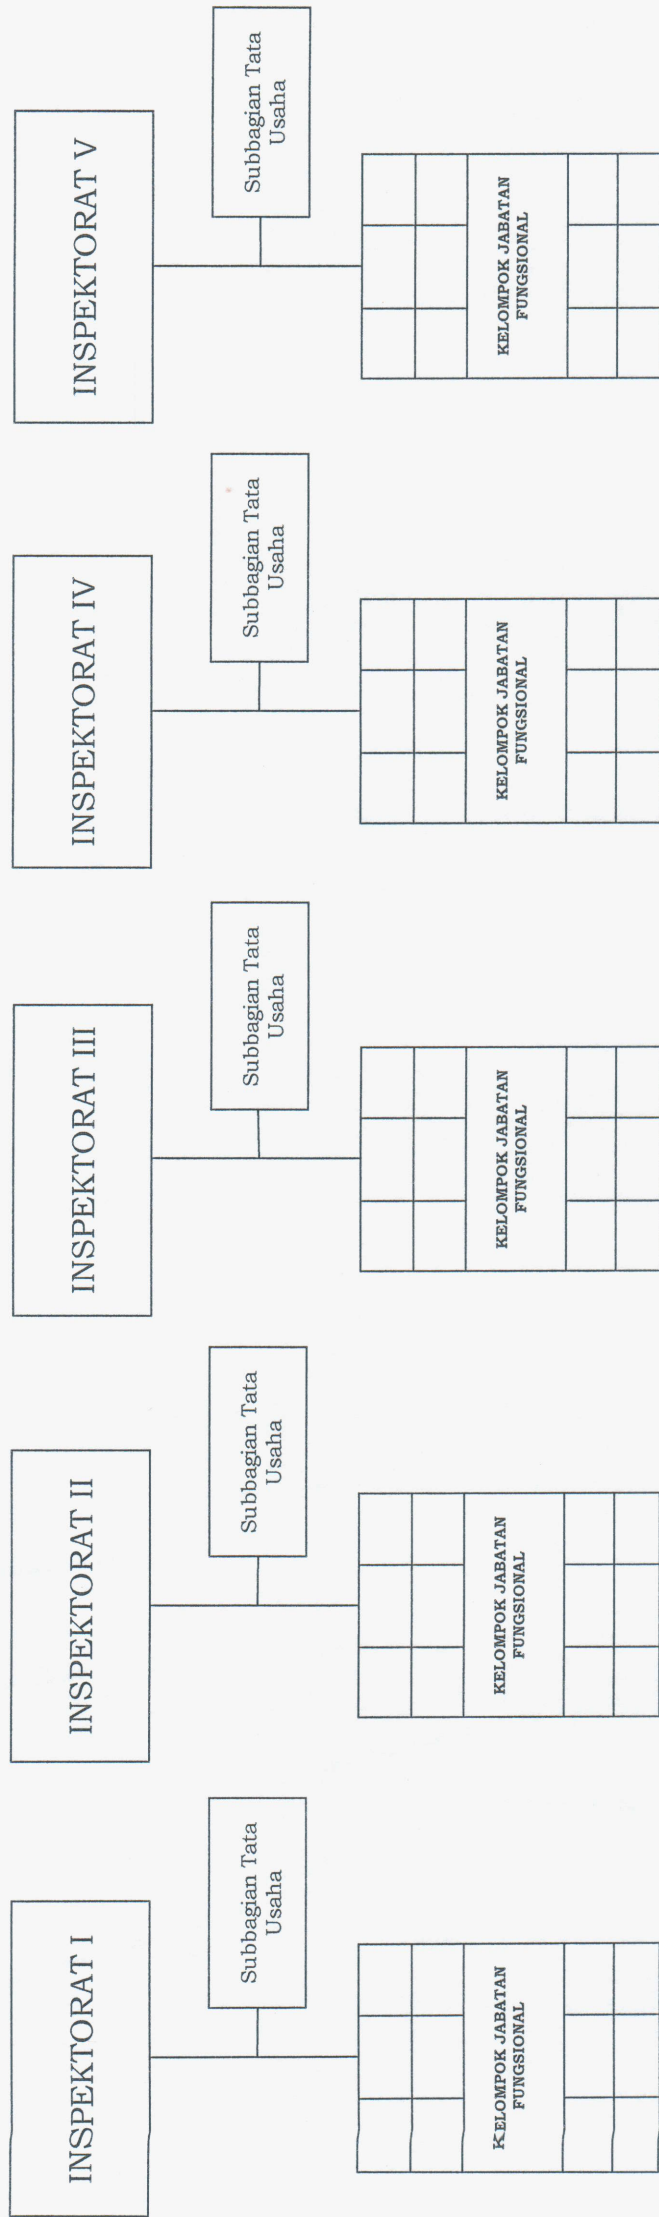 INSPEKTORAT I
Subbagian Tata
Usaha
KELOMPOK JABATAN
FUNGSIONAL
INSPEKTORAT II
Subbagian Tata
Usaha
KELOMPOK JABATAN
FUNGSIONAL
INSPEKTORAT III
Subbagian Tata
Usaha
KELOMPOK JABATAN
FUNGSIONAL
INSPEKTORAT IV
Subbagian Tata
Usaha
KELOMPOK JABATAN
FUNGSIONAL
INSPEKTORAT V
Subbagian Tata
Usaha
KELOMPOK JABATAN
FUNGSIONAL